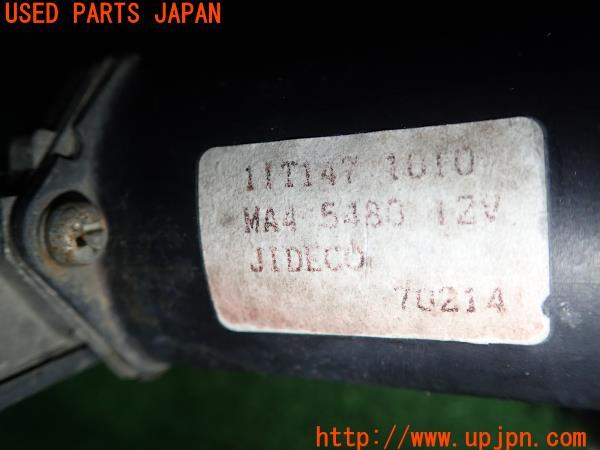 USED PARTS JAPAN
11T147 1010
MA4 5480 12V
JIDECO
70214
http://www.upjpn.com